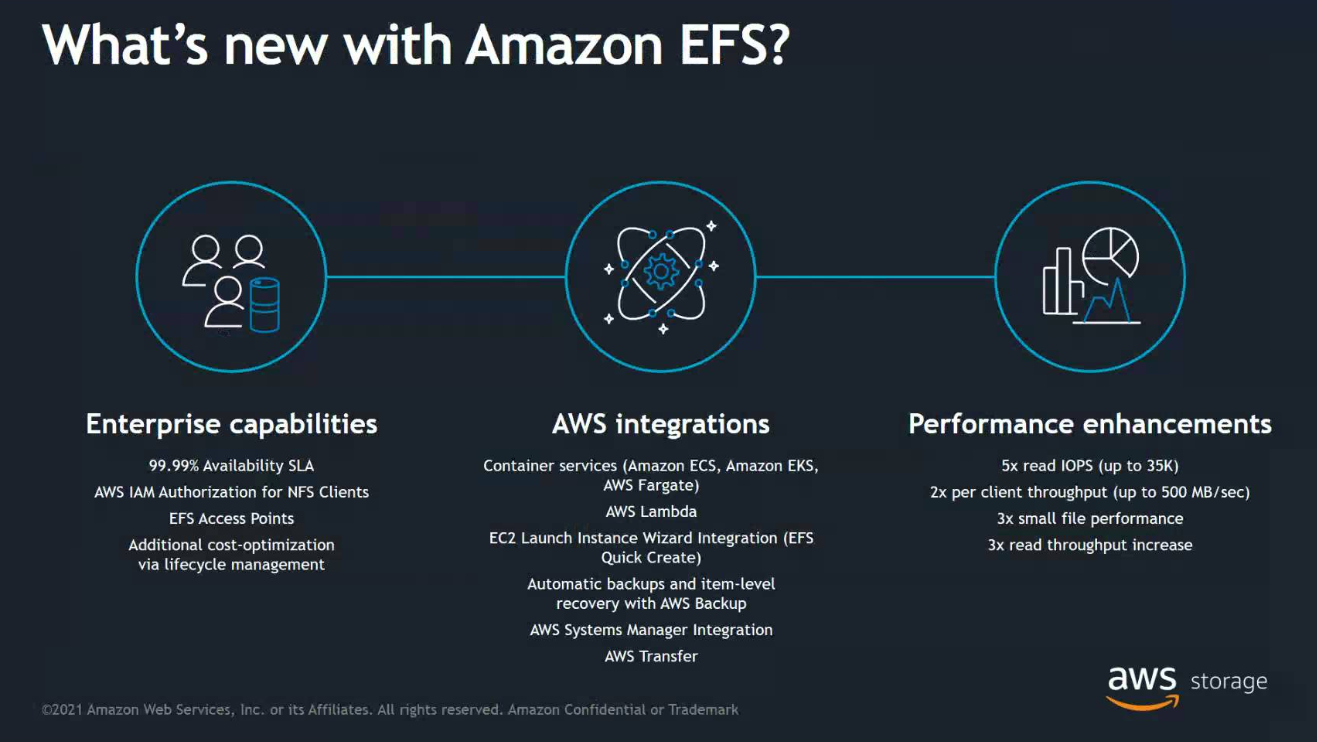 What's new with Amazon EFS?
Enterprise capabilities
99.99% Availability SLA
AWS IAM Authorization for NFS Clients
EFS Access Points
Additional cost-optimization
via lifecycle management
AWS integrations
Container services (Amazon ECS, Amazon EKS,
AWS Fargate)
AWS Lambda
EC2 Launch Instance Wizard Integration (EFS
Quick Create)
Automatic backups and item-level
recovery with AWS Backup
AWS Systems Manager Integration
AWS Transfer
Performance enhancements
5x read IOPS (up to 35K)
2x per client throughput (up to 500 MB/sec)
3x small file performance
3x read throughput increase
©2021 Amazon Web Services, Inc. or its Affiliates. All rights reserved. Amazon Confidential or Trademark
aws storage